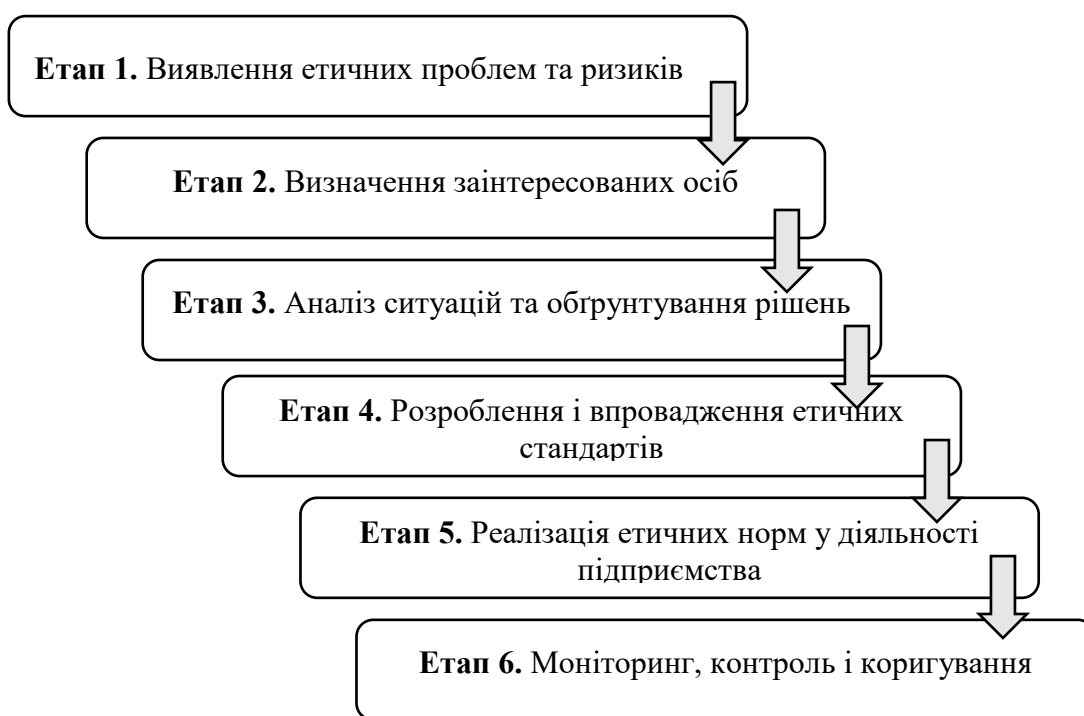 Етап 1. Виявлення етичних проблем та ризиків
Етап 2. Визначення заінтересованих осіб
Етап 3. Аналіз ситуацій та обґрунтування рішень
Етап 4. Розроблення і впровадження етичних
стандартів
Етап 5. Реалізація етичних норм у діяльності
підприємства
Етап 6. Моніторинг, контроль і коригування